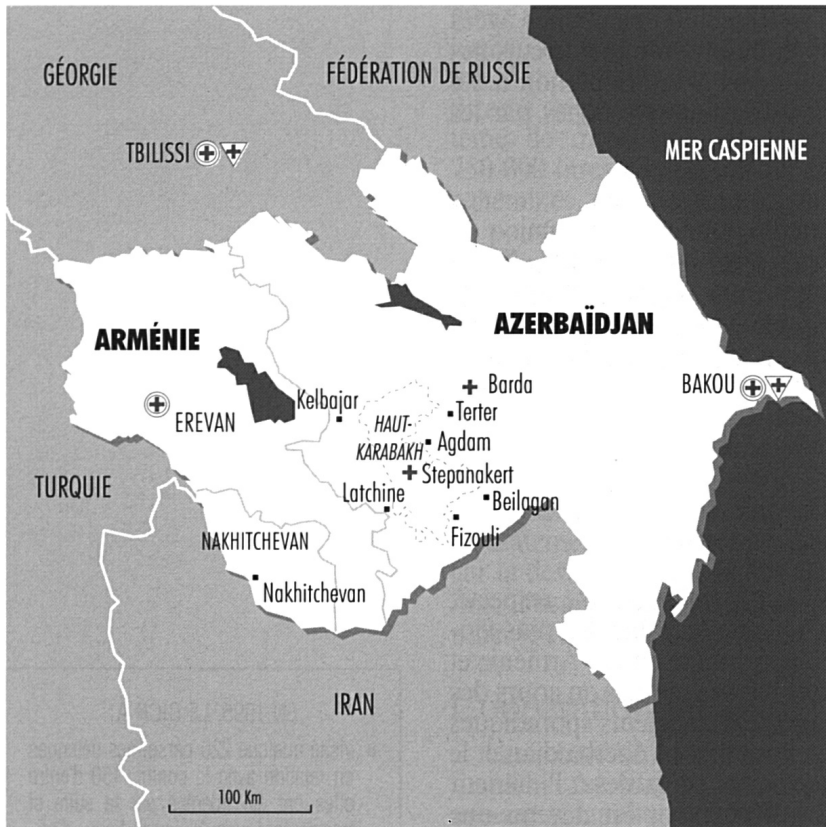 GÉORGIE
FÉDÉRATION DE RUSSIE
TBILISSI
MER CASPIENNE
ARMÉNIE
AZERBAÏDJAN
EREVAN
Kelbajar
HAUT-
KARABAKH
Barda
Terter
Agdam
BAKOU
Stepanakert
Latchine
Beilagan
Fizouli
TURQUIE
NAKHITCHEVAN
Nakhitchevan
IRAN
100 Km